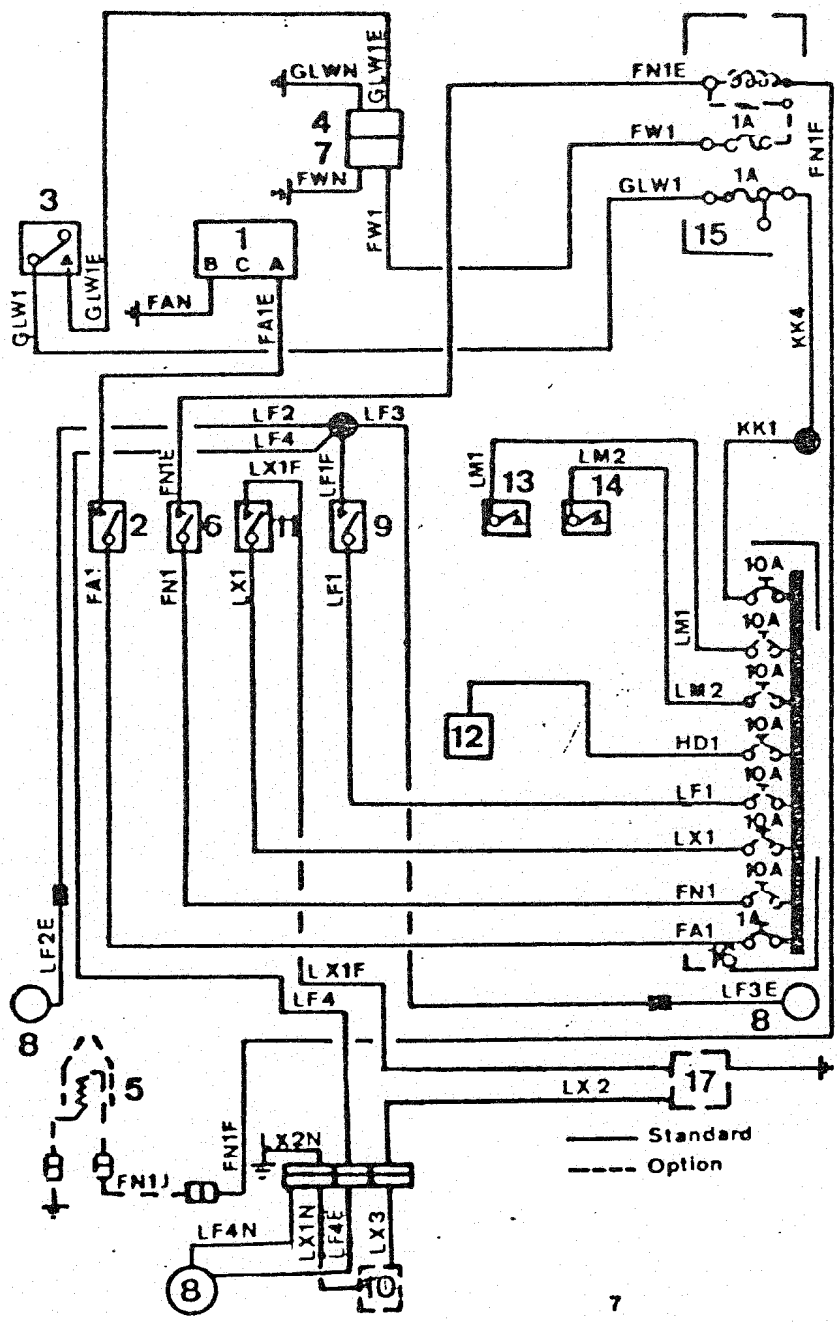 GLWN
GLW1E
FN1E
4
7
1A
FW1
FN1F
FWN
1A
GLW1
3
1
15
B C A
FW1
GLW1
GLW1E
FAN
FA1E
KK4
LF2
LF3
LF4
KK1
LX1F
LM1
LM2
FN1E
LF1F
13
14
2
6
11
9
10A
FA1
FN1
LX1
LF1
10A
LM1
10A
LM2
12
10A
HD1
10A
LF1
10A
LX1
10A
FN1
1A
FA1
LF2E
LX1F
LF4
LF3E
8
8
5
17
LX2
Standard
Option
LX2N
FN1F
FN1J
LF4N
LX1N
LF4E
LX3
8
10
7